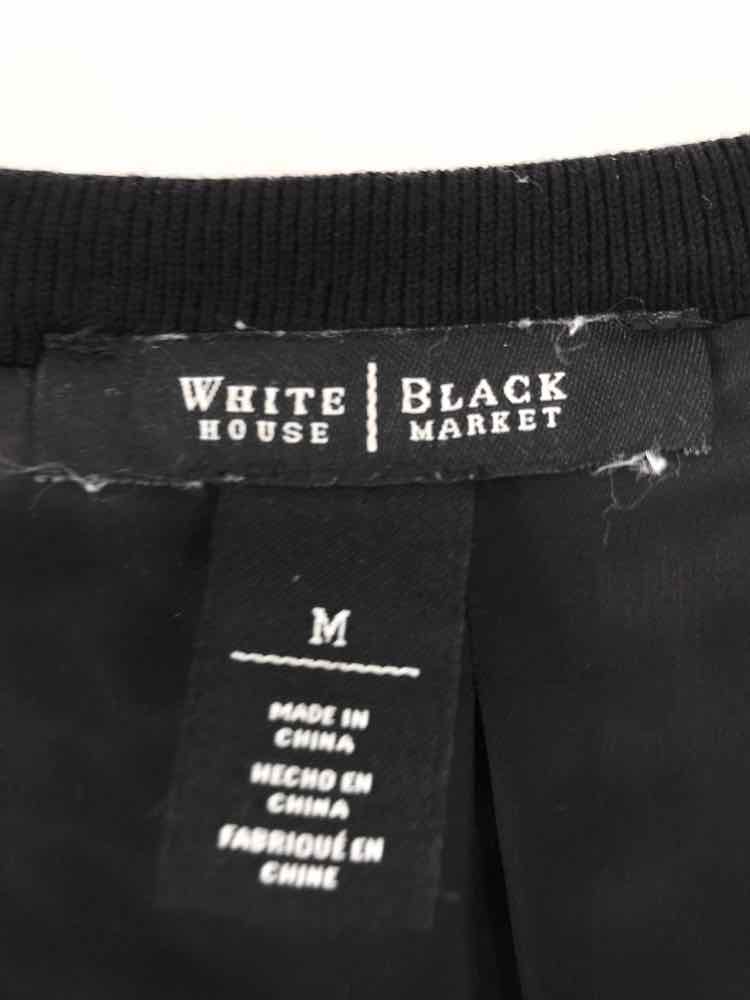 WHITE | BLACK
HOUSE | MARKET
M
MADE IN
CHINA
HECHO EN
CHINA
FABRIQUÉ EN
CHINE